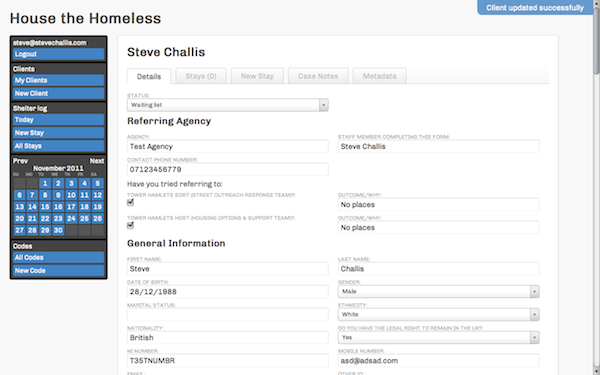 Client updated successfully
House the Homeless
steve@stevechallis.com
Logout
Clients
My Clients
New Client
Shelter log
Today
New Stay
All Stays
Prev Next
November 2011
SU MO TU WE TH FR SA
1 2 3 4 5
6 7 8 9 10 11 12
13 14 15 16 17 18 19
20 21 22 23 24 25 26
27 28 29 30
Codes
All Codes
New Code
Steve Challis
Details Stays (0) New Stay Case Notes Metadata
STATUS:
Waiting list
Referring Agency
AGENCY: STAFF MEMBER COMPLETING THIS FORM:
Test Agency Steve Challis
CONTACT PHONE NUMBER:
07123456779
Have you tried referring to:
TOWER HAMLETS SORT (STREET OUTREACH RESPONSE TEAM)?: OUTCOME/WHY:
No places
TOWER HAMLETS HOST (HOUSING OPTIONS & SUPPORT TEAM)?: OUTCOME/WHY:
No places
General Information
FIRST NAME: LAST NAME:
Steve Challis
DATE OF BIRTH: GENDER:
28/12/1988 Male
MARITAL STATUS: ETHNICITY:
White
NATIONALITY: DO YOU HAVE THE LEGAL RIGHT TO REMAIN IN THE UK?:
British Yes
NI NUMBER: MOBILE NUMBER:
T35TNUMBR asd@adsad.com
EMAIL: OTHER ID: